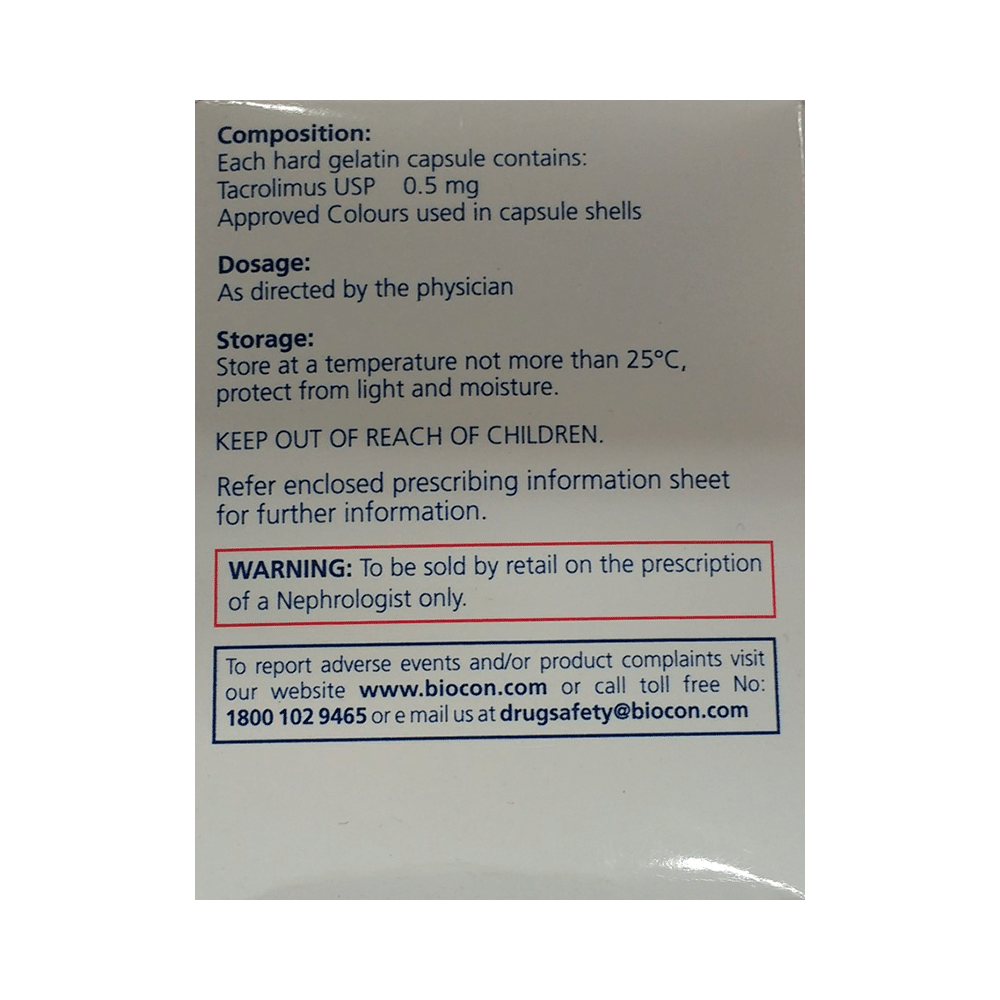 Composition:
Each hard gelatin capsule contains:
Tacrolimus USP 0.5 mg
Approved Colours used in capsule shells
Dosage:
As directed by the physician
Storage:
Store at a temperature not more than 25°C,
protect from light and moisture.
KEEP OUT OF REACH OF CHILDREN.
Refer enclosed prescribing information sheet
for further information.
WARNING: To be sold by retail on the prescription
of a Nephrologist only.
To report adverse events and/or product complaints visit
our website www.biocon.com or call toll free No:
1800 102 9465 or e mail us at drugsafety@biocon.com